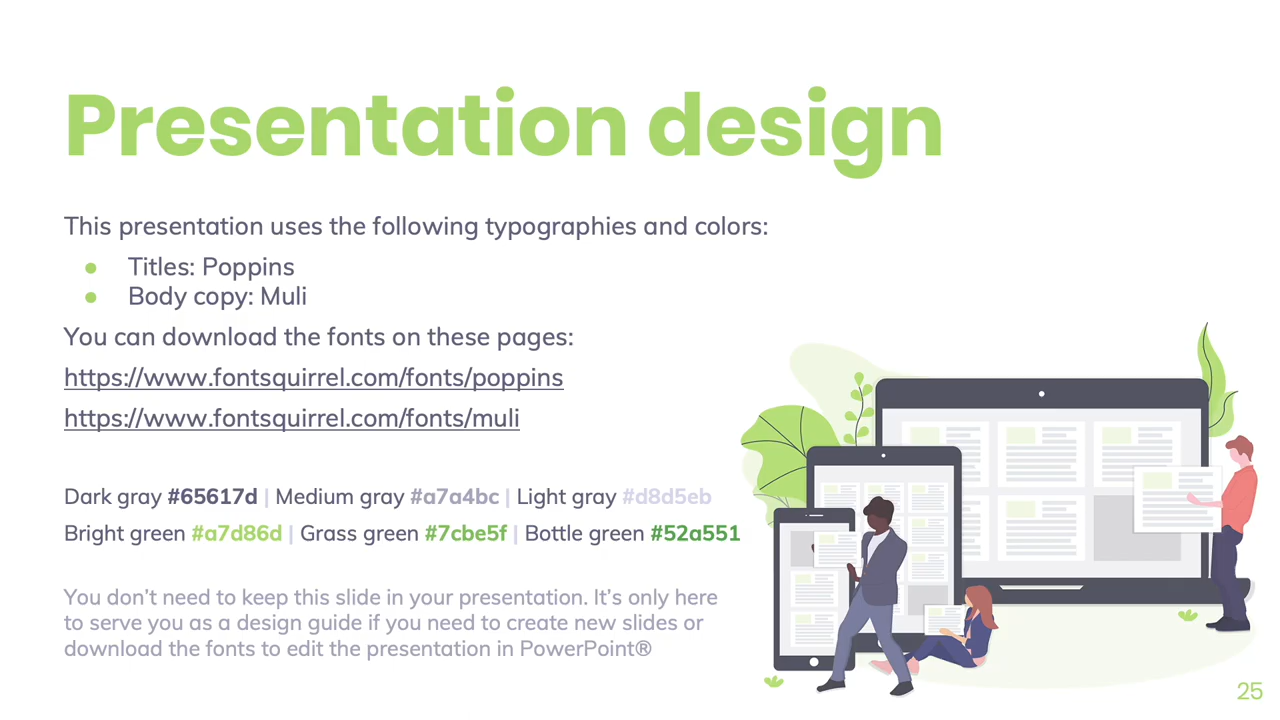 Presentation design
This presentation uses the following typographies and colors:
● Titles: Poppins
● Body copy: Muli
You can download the fonts on these pages:
https://www.fontsquirrel.com/fonts/poppins
https://www.fontsquirrel.com/fonts/muli
Dark gray #65617d | Medium gray #a7a4bc | Light gray #d8d5eb
Bright green #a7d86d | Grass green #7cbe5f | Bottle green #52a551
You don’t need to keep this slide in your presentation. It’s only here
to serve you as a design guide if you need to create new slides or
download the fonts to edit the presentation in PowerPoint®
25